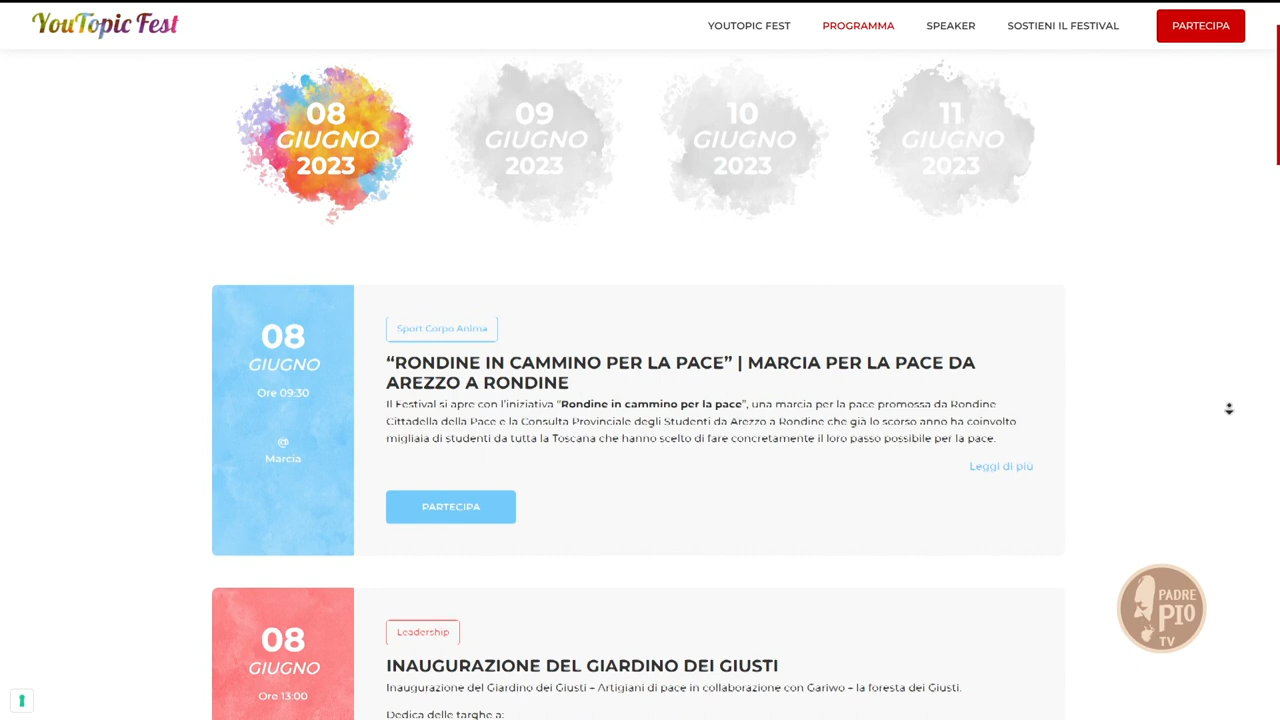 YouTopic Fest
YOUTOPIC FEST
PROGRAMMA
SPEAKER
SOSTIENI IL FESTIVAL
PARTECIPA
08
GIUGNO
2023
09
GIUGNO
2023
10
GIUGNO
2023
11
GIUGNO
2023
08
GIUGNO
Ore 09:30
@
Marcia
Sport Corpo Anima
“RONDINE IN CAMMINO PER LA PACE” | MARCIA PER LA PACE DA
AREZZO A RONDINE
Il Festival si apre con l’iniziativa “Rondine in cammino per la pace”, una marcia per la pace promossa da Rondine
Cittadella della Pace e la Consulta Provinciale degli Studenti da Arezzo a Rondine che già lo scorso anno ha coinvolto
migliaia di studenti da tutta la Toscana che hanno scelto di fare concretamente il loro passo possibile per la pace.
Leggi di più
PARTECIPA
PADRE
PIO
TV
08
GIUGNO
Ore 13:00
Leadership
INAUGURAZIONE DEL GIARDINO DEI GIUSTI
Inaugurazione del Giardino dei Giusti – Artigiani di pace in collaborazione con Gariwo – la foresta dei Giusti.
Dedica delle targhe a: